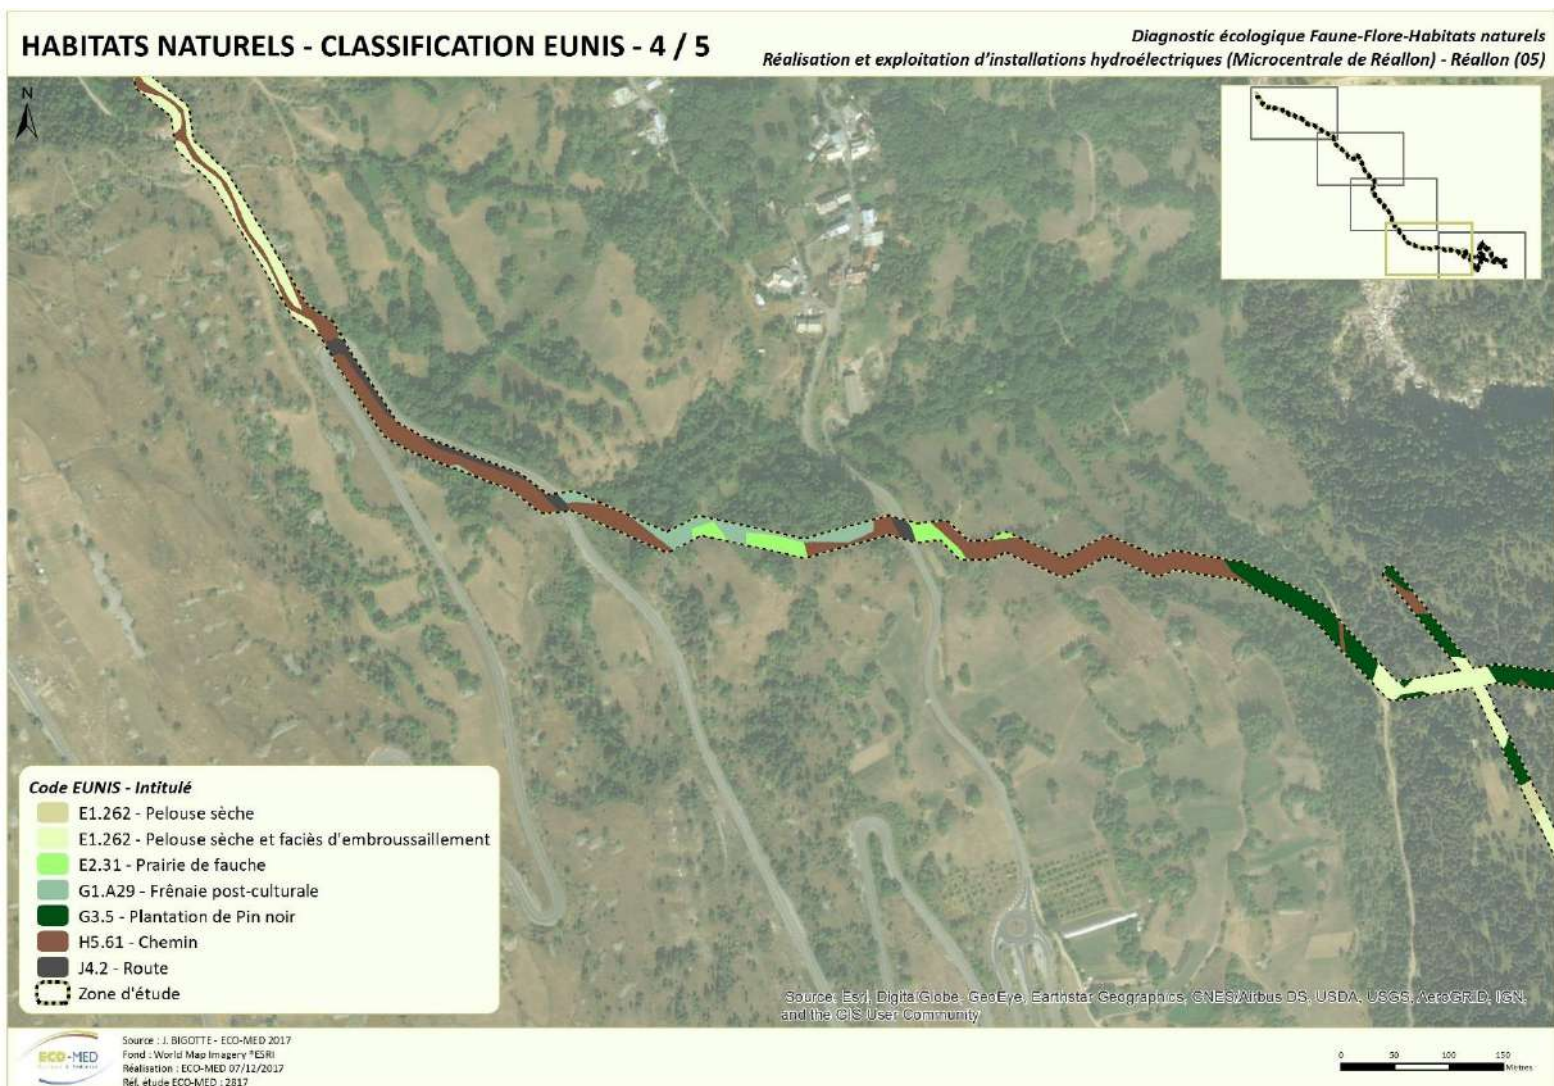 HABITATS NATURELS - CLASSIFICATION EUNIS - 4 / 5
Diagnostic écologique Faune-Flore-Habitats naturels
Réalisation et exploitation d'installations hydroélectriques (Microcentrale de Réallon) - Réallon (05)
N
Code EUNIS - Intitulé
E1.262 - Pelouse sèche
E1.262 - Pelouse sèche et faciès d'embroussaillement
E2.31 - Prairie de fauche
G1.A29 - Frênaie post-culturale
G3.5 - Plantation de Pin noir
H5.61 - Chemin
J4.2 - Route
Zone d'étude
Source: Esri, DigitalGlobe, GeoEye, Earthstar Geographics, CNES/Airbus DS, USDA, USGS, AeroGRID, IGN,
and the GIS User Community
ECO-MED
Source : J. BIGOTTE - ECO-MED 2017
Fond : World Map Imagery ®ESRI
Réalisation : ECO-MED 07/12/2017
Réf. étude ECO-MED : 2817
0 50 100 150
Mètres